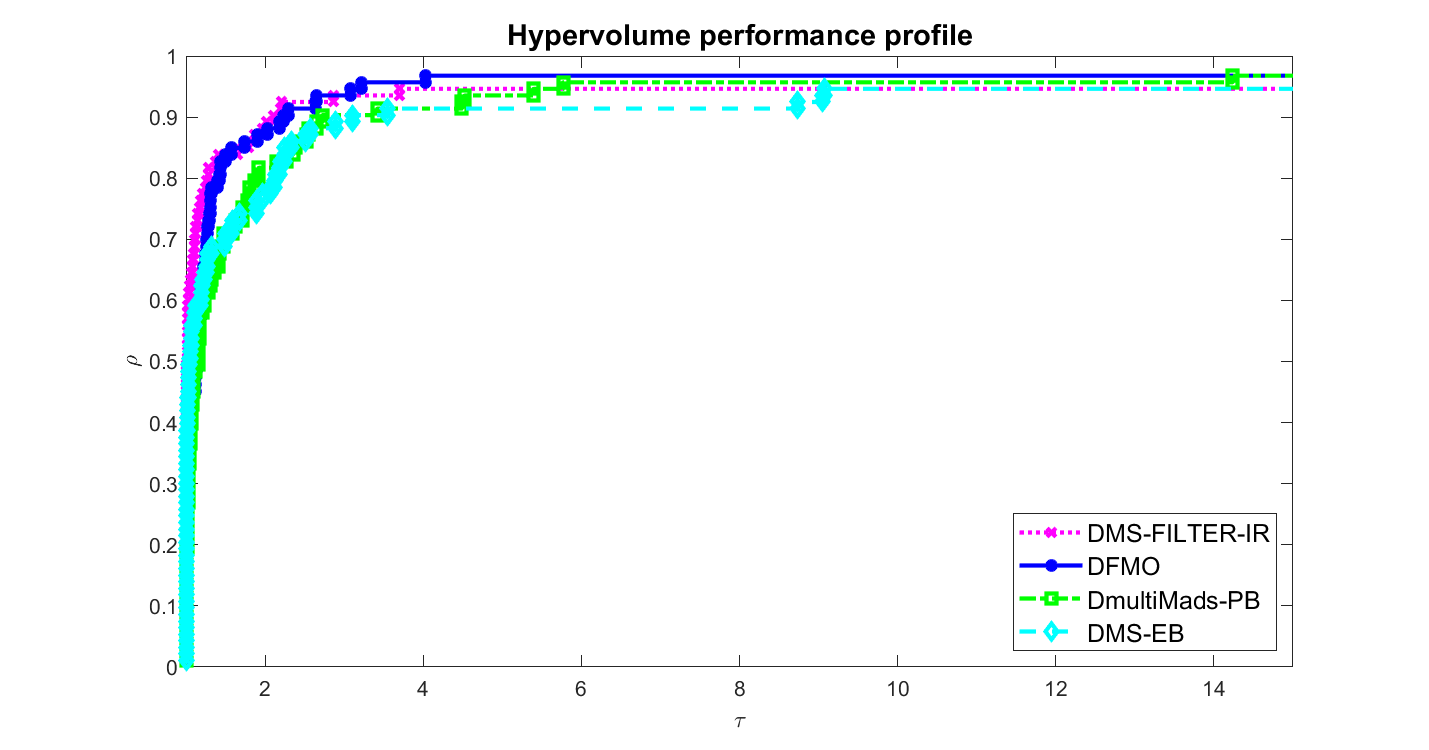 Hypervolume performance profile
1
0.9
0.8
0.7
0.6
0.5
0.4
0.3
0.2
0.1
0
ρ
2 4 6 8 10 12 14
τ
DMS-FILTER-IR
DFMO
DmultiMads-PB
DMS-EB